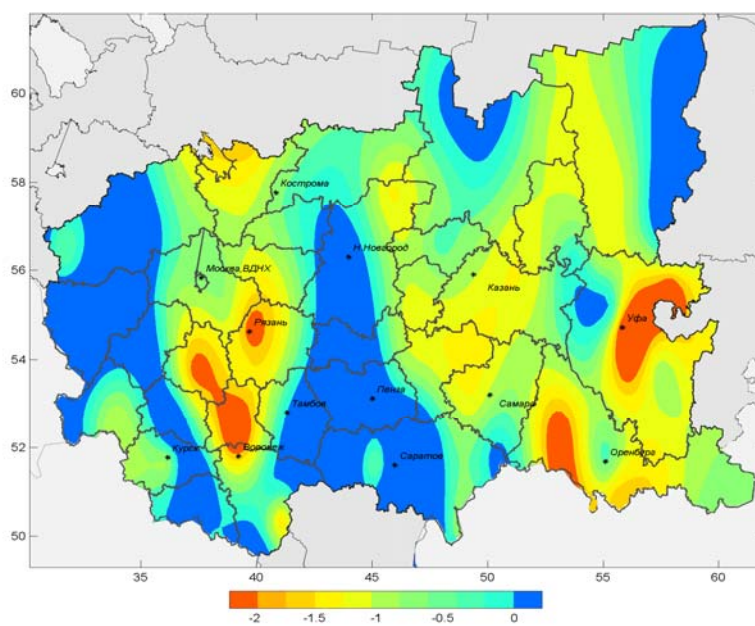 60
58
Кострома
Н.Новгород
56
Москва,ВДНХ
Казань
Уфа
Рязань
54
Пенза
Самара
Тамбов
52
Курск
Воронеж
Саратов
Оренбург
50
35 40 45 50 55 60
-2 -1.5 -1 -0.5 0